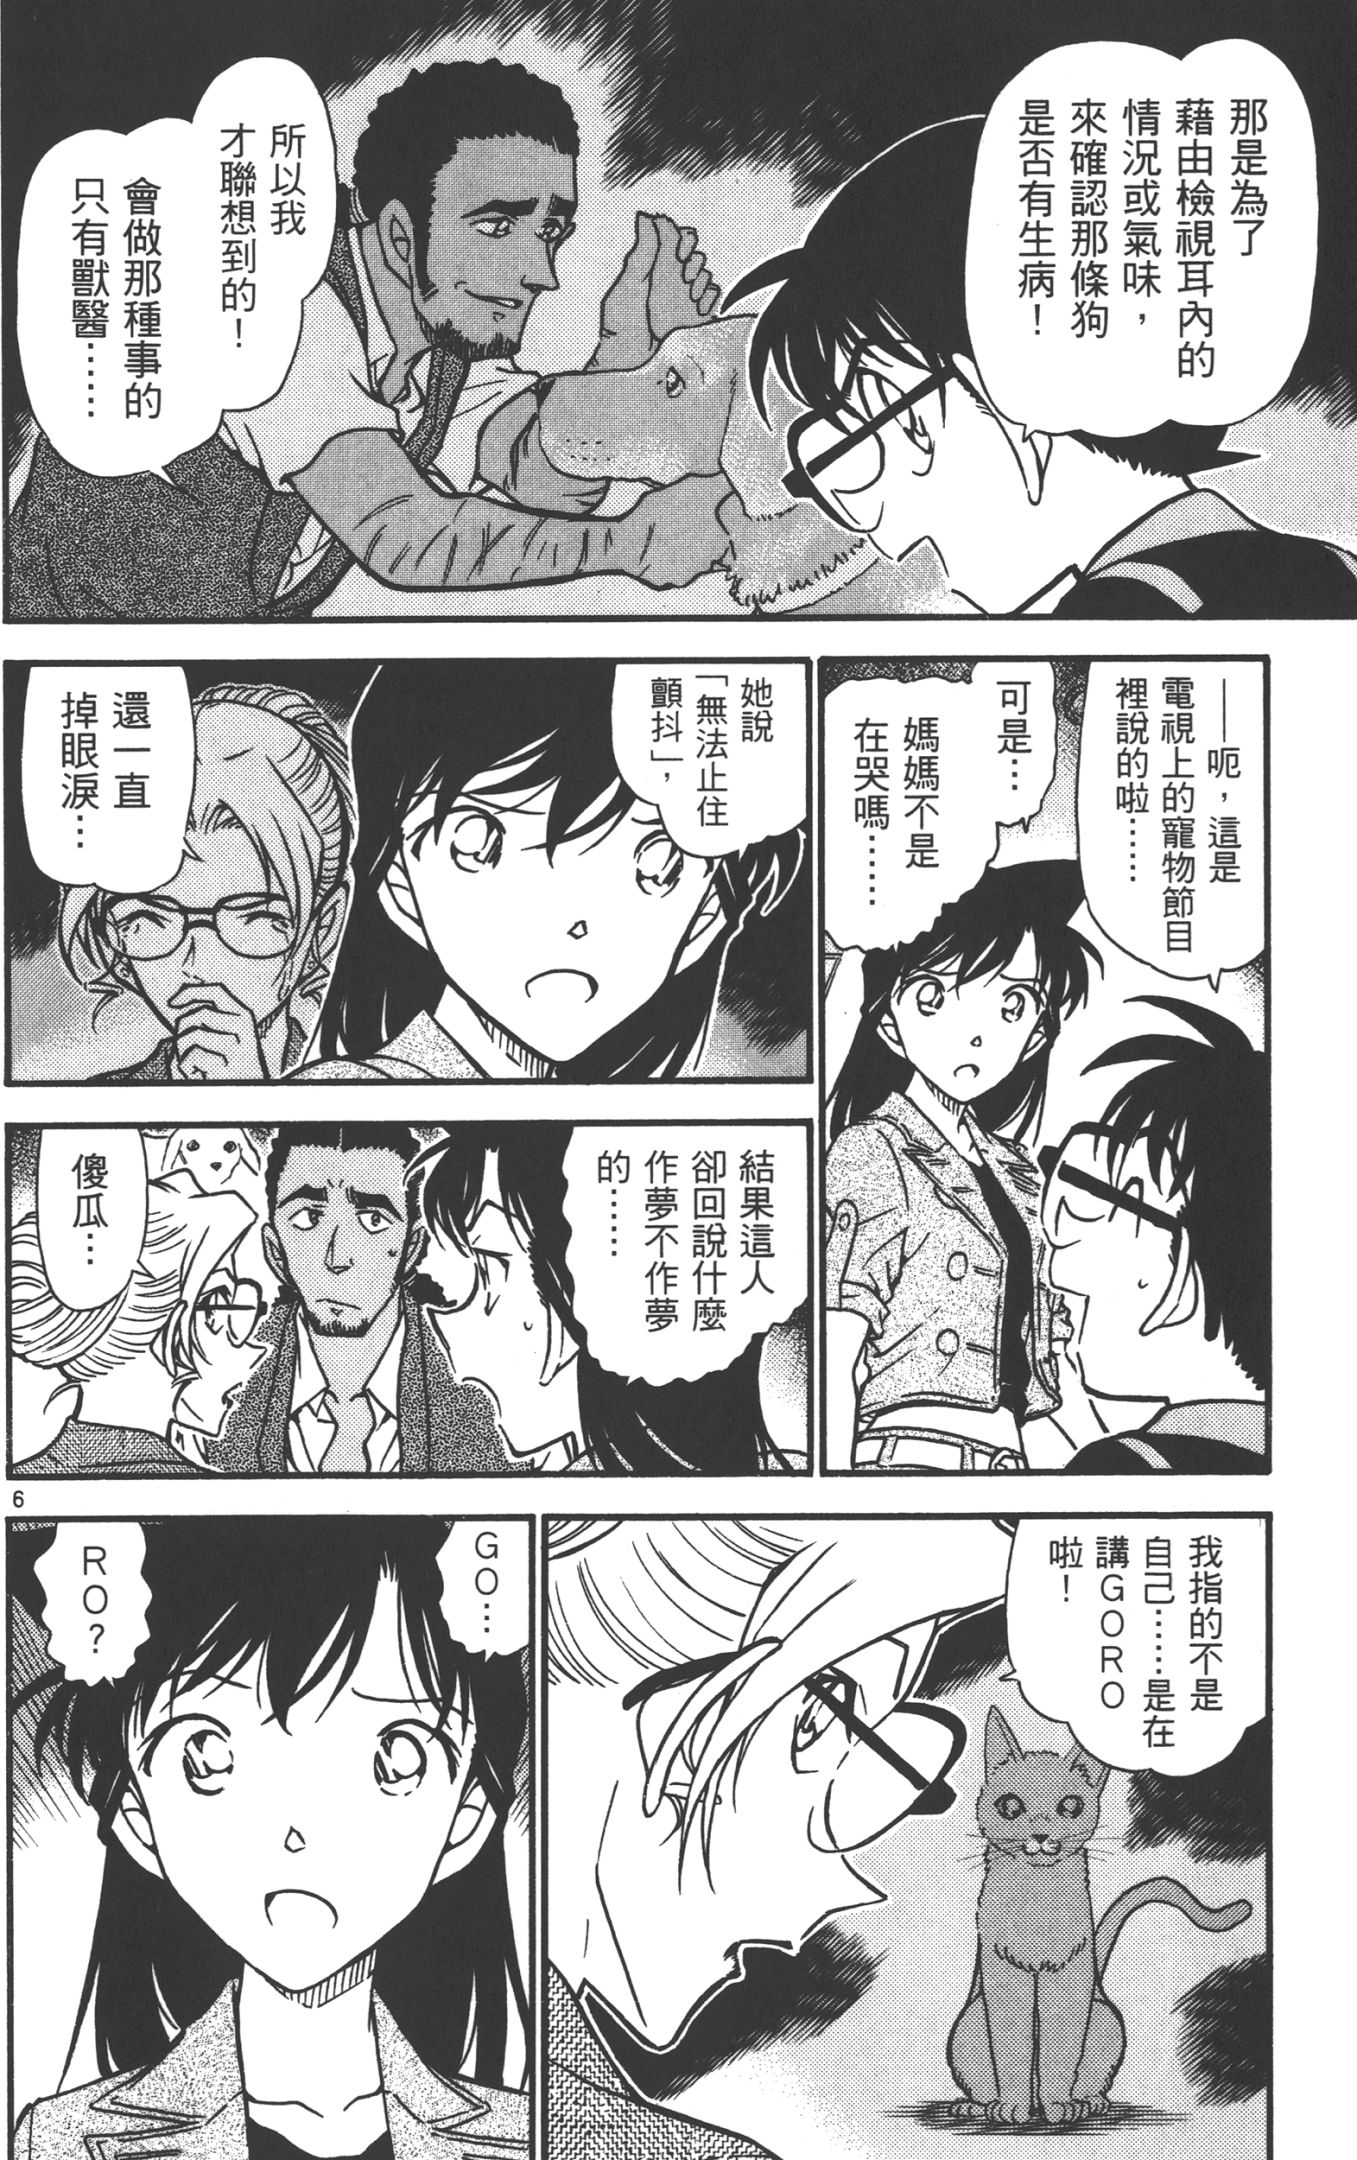 那是為了
藉由檢視耳內的
情況或氣味，
來確認那條狗
是否有生病！
所以我
才聯想到的！
會做那種事的
只有獸醫……
——呃，這是
電視上的寵物節目
裡說的啦……
可是…
媽媽不是
在哭嗎……
她說
「無法止住
顫抖」，
還一直
掉眼淚…
結果這人
卻回說什麼
作夢不作夢
的……
傻瓜…
我指的不是
自己……是在
講GORO
啦！
GO…
RO？
6